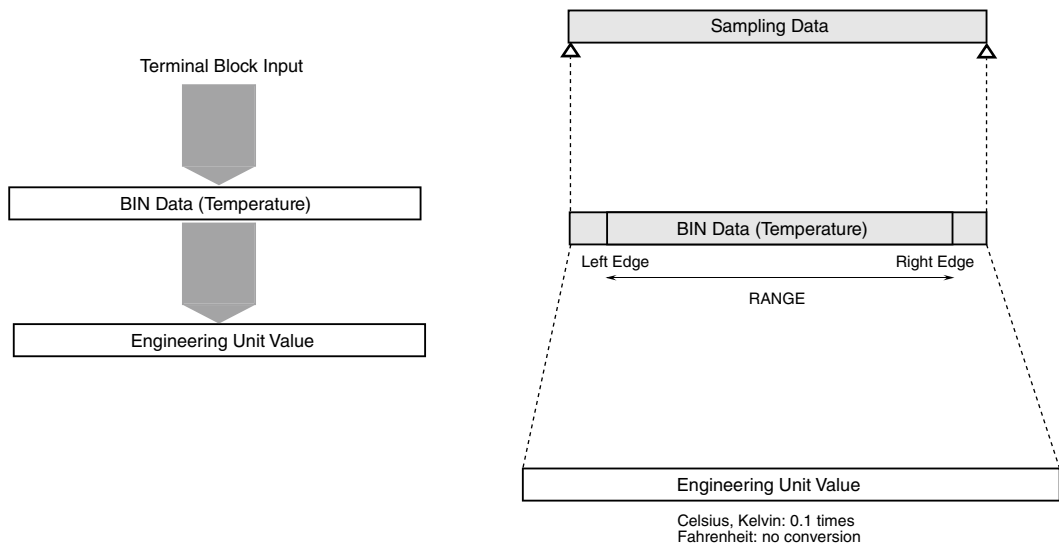 Terminal Block Input
BIN Data (Temperature)
Engineering Unit Value
Sampling Data
BIN Data (Temperature)
Left Edge
Right Edge
RANGE
Engineering Unit Value
Celsius, Kelvin: 0.1 times
Fahrenheit: no conversion